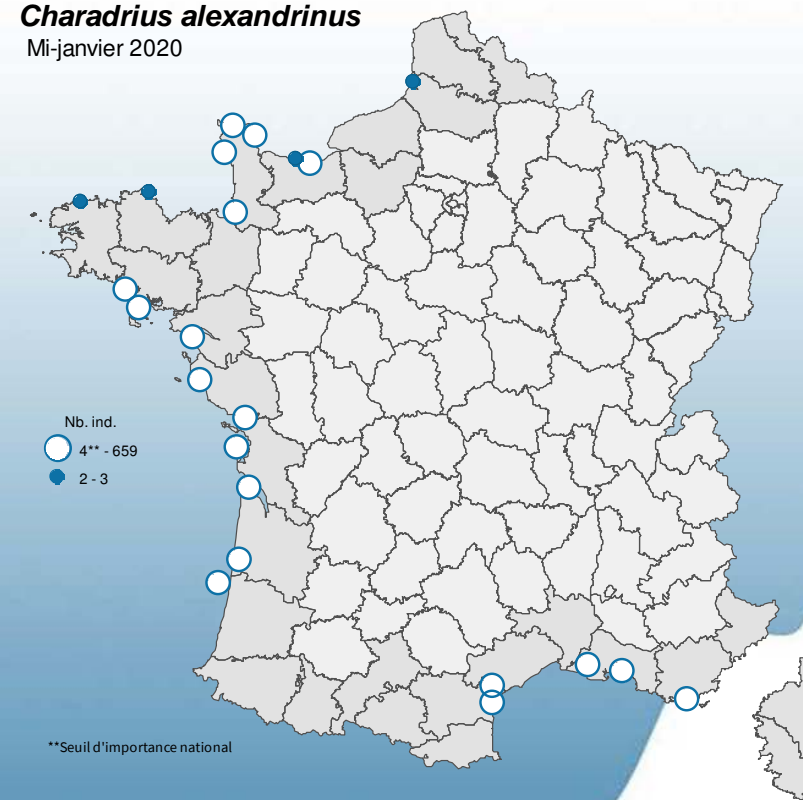 Charadrius alexandrinus
Mi-janvier 2020
Nb. ind.
4** - 659
2 - 3
**Seuil d'importance national